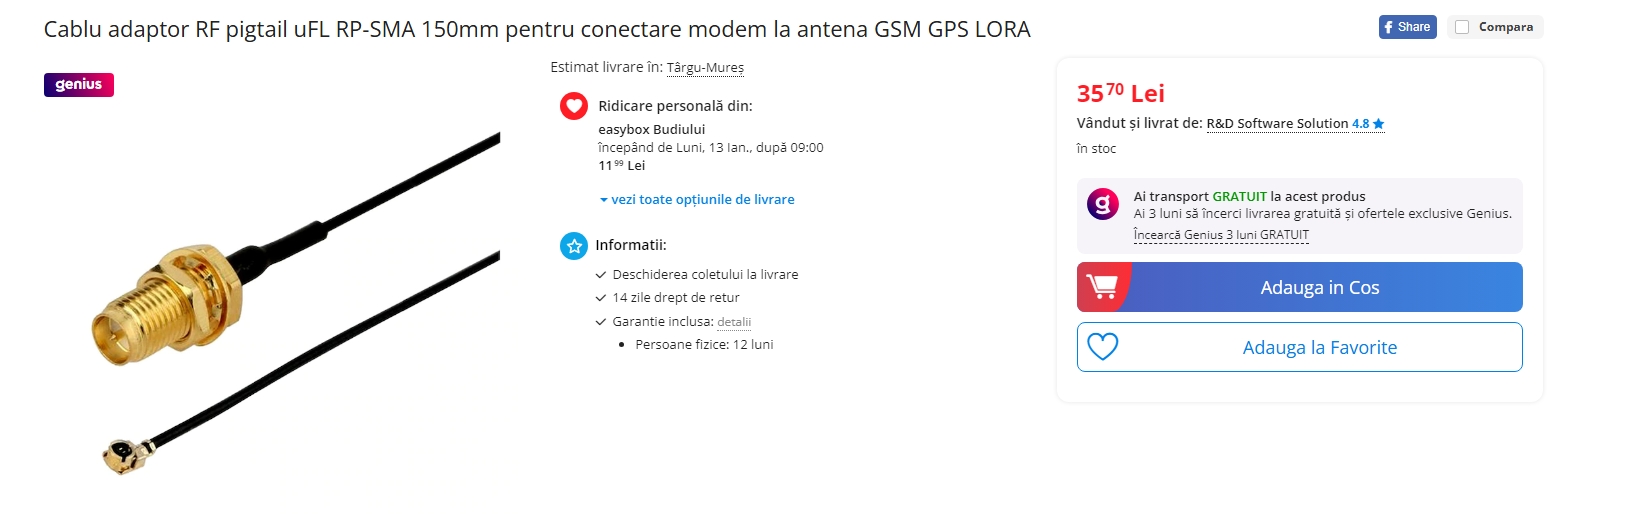 Cablu adaptor RF pigtail uFL RP-SMA 150mm pentru conectare modem la antena GSM GPS LORA
Share
Compara
genius
Estimat livrare în: Târgu-Mureș
Ridicare personală din:
easybox Budiului
începând de Luni, 13 Ian., după 09:00
11⁹⁹ Lei
vezi toate opțiunile de livrare
Informatii:
Deschiderea coletului la livrare
14 zile drept de retur
Garantie inclusa: detalii
Persoane fizice: 12 luni
35⁷⁰ Lei
Vândut și livrat de: R&D Software Solution 4.8
în stoc
g
Ai transport GRATUIT la acest produs
Ai 3 luni să încerci livrarea gratuită și ofertele exclusive Genius.
Încearcă Genius 3 luni GRATUIT
Adauga in Cos
Adauga la Favorite